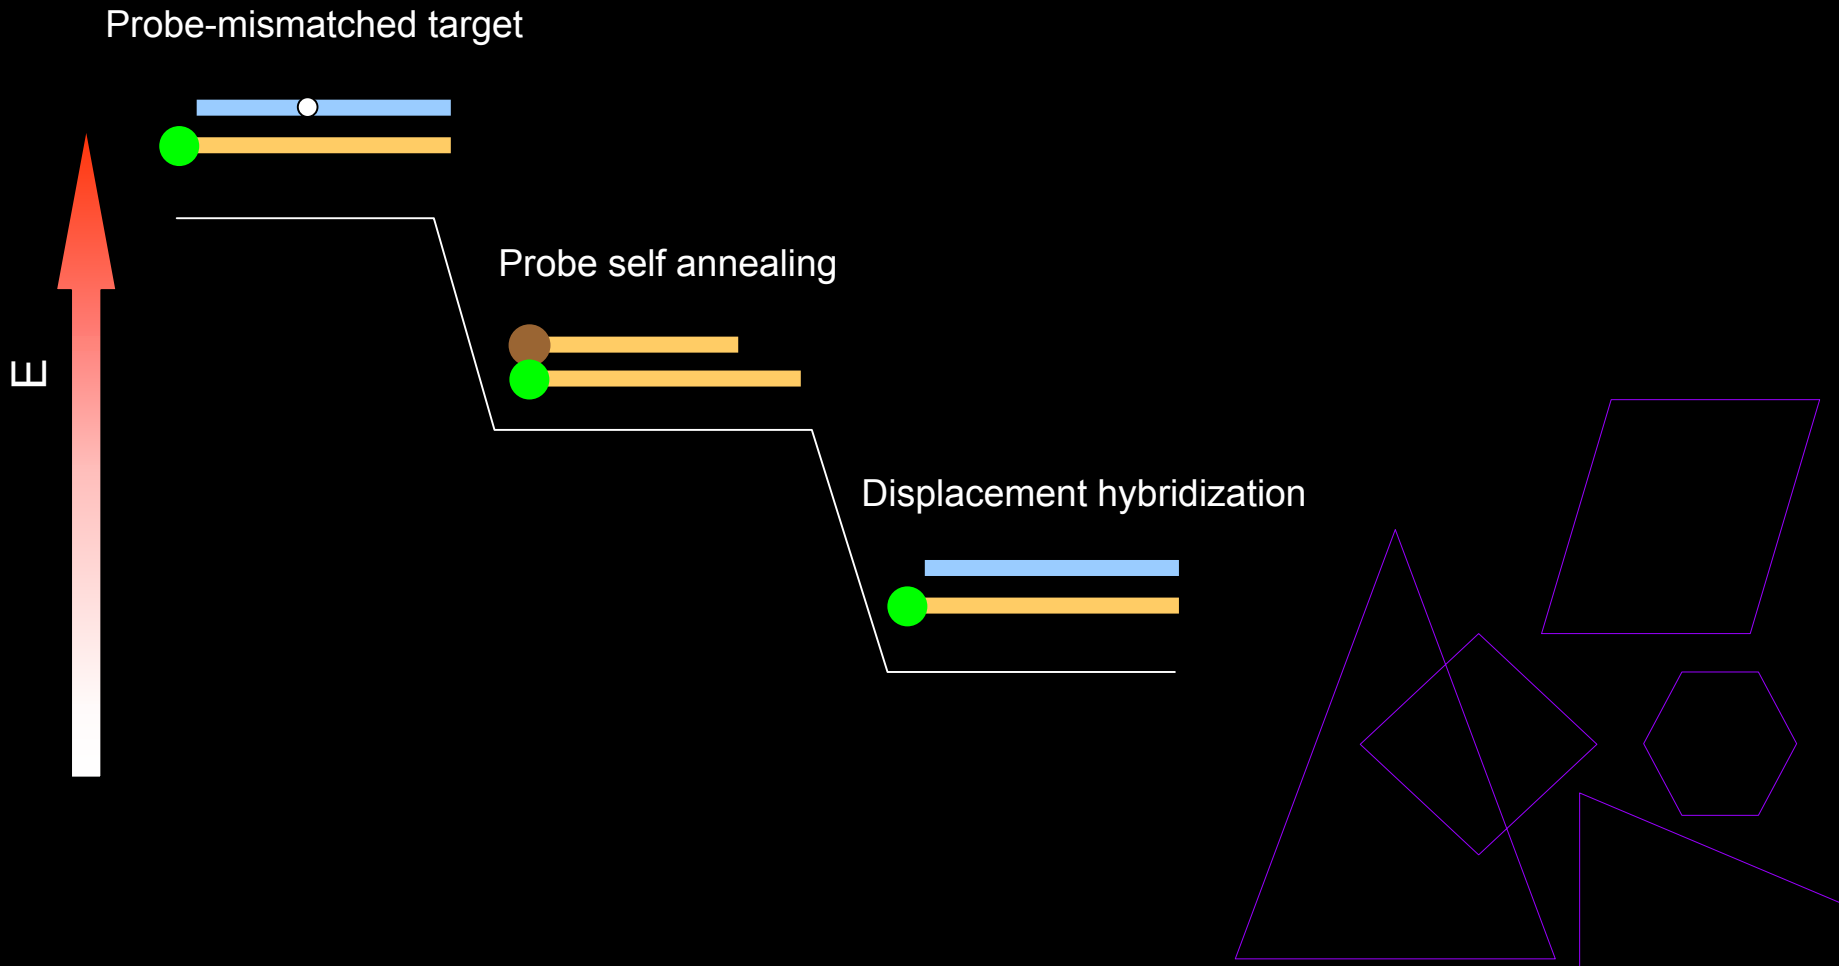 Probe-mismatched target
Probe self annealing
E
Displacement hybridization